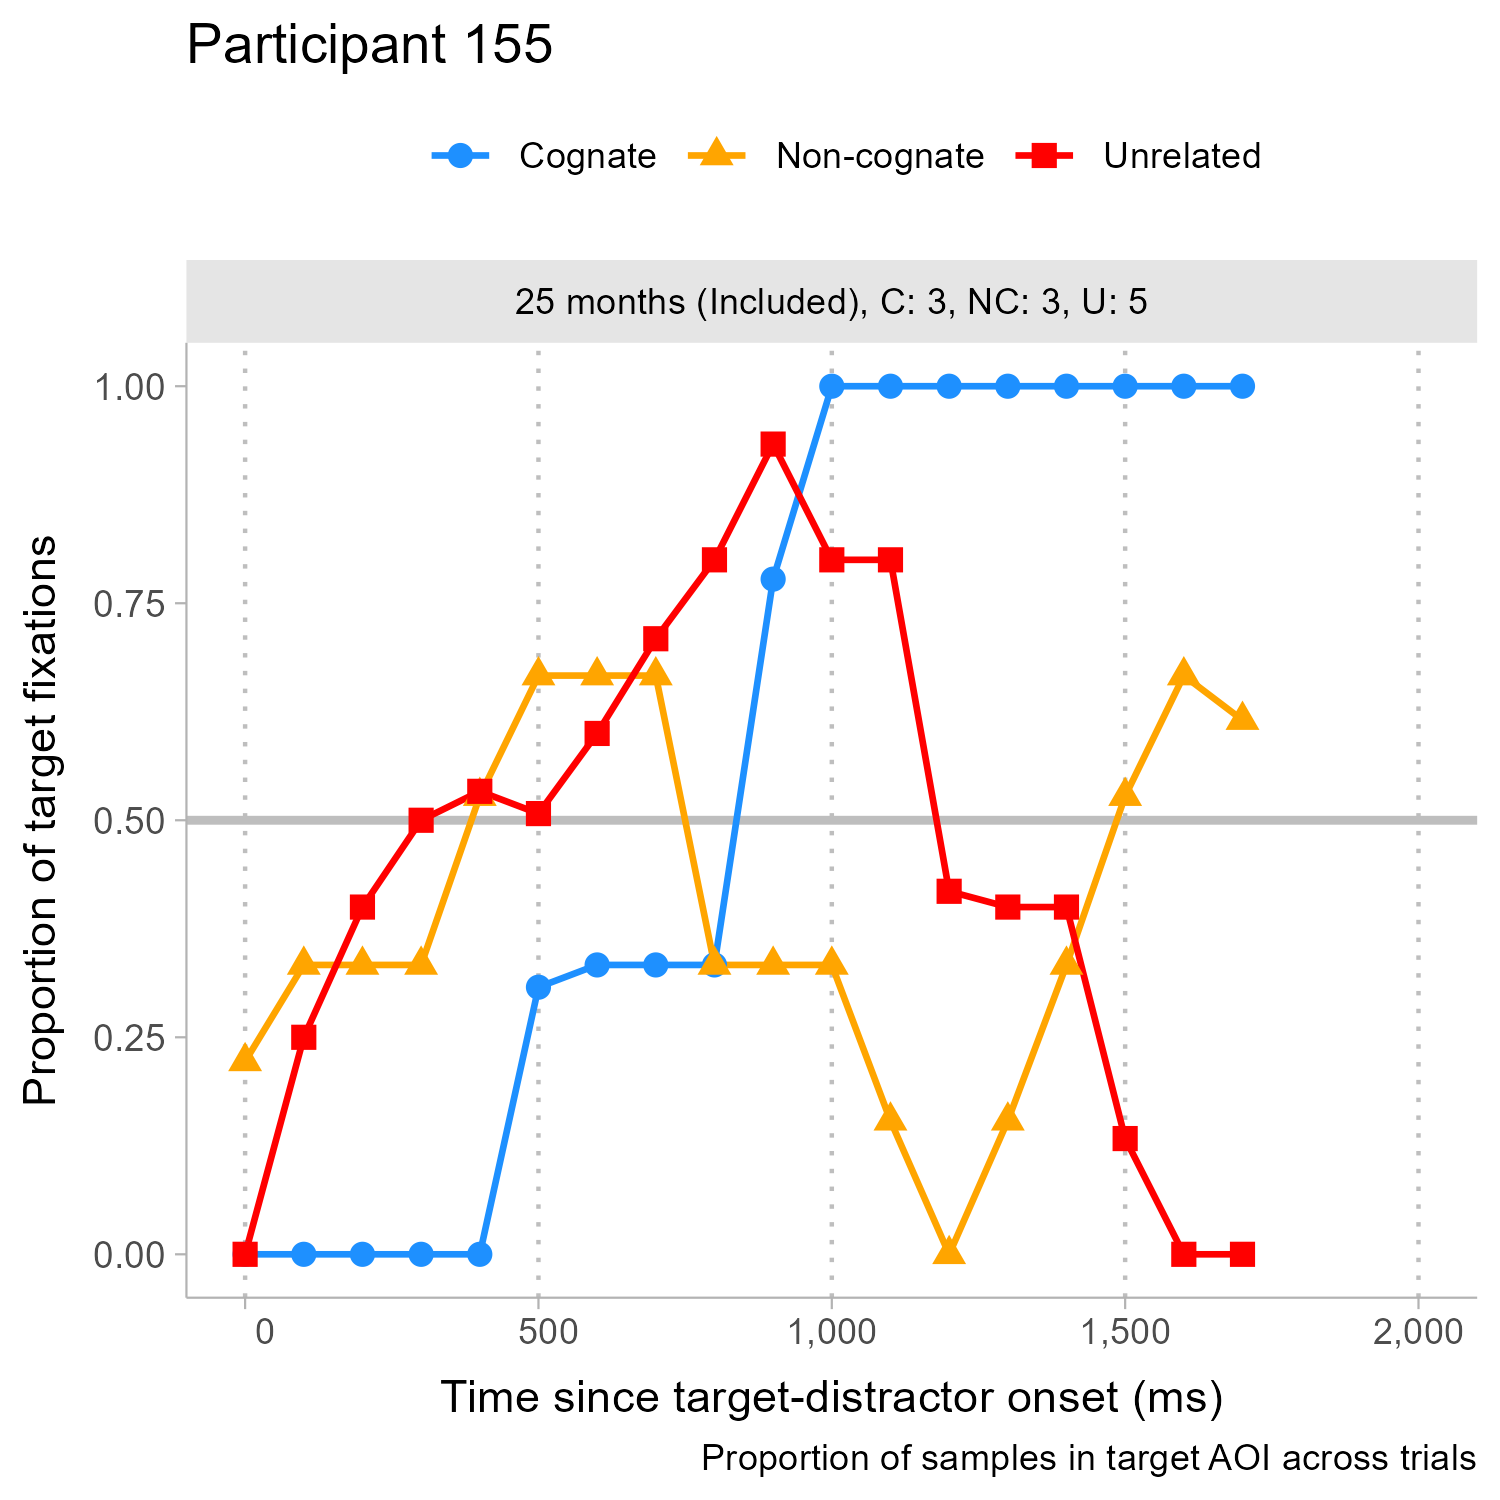 Participant 155
Cognate Non-cognate Unrelated
25 months (Included), C: 3, NC: 3, U: 5
Proportion of target fixations
1.00
0.75
0.50
0.25
0.00
0 500 1,000 1,500 2,000
Time since target-distractor onset (ms)
Proportion of samples in target AOI across trials